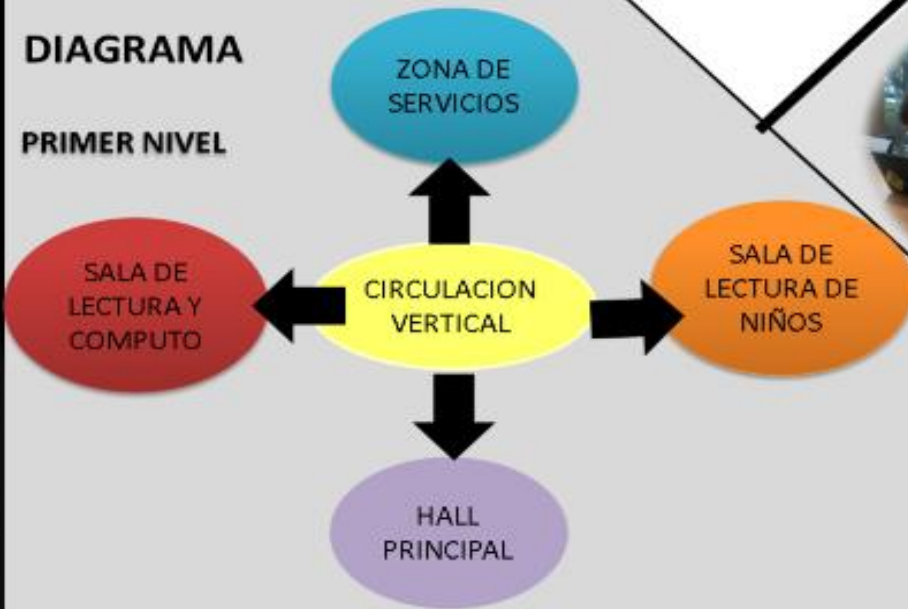 DIAGRAMA
PRIMER NIVEL
ZONA DE
SERVICIOS
SALA DE
LECTURA Y
COMPUTO
CIRCULACION
VERTICAL
SALA DE
LECTURA DE
NIÑOS
HALL
PRINCIPAL